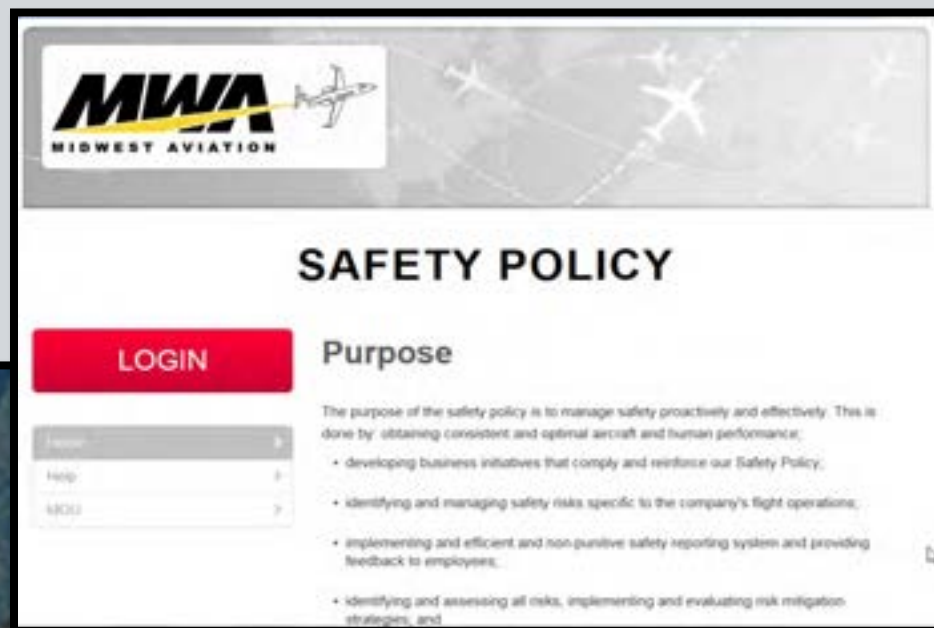 MWA
MIDWEST AVIATION
SAFETY POLICY
LOGIN
Purpose
The purpose of the safety policy is to manage safety proactively and effectively. This is
done by: obtaining consistent and optimal aircraft and human performance;
• developing business initiatives that comply and reinforce our Safety Policy;
• identifying and managing safety risks specific to the company's flight operations;
• implementing and efficient and non-punitive safety reporting system and providing
feedback to employees;
• identifying and assessing all risks, implementing and evaluating risk mitigation
strategies; and
Home
Help
MOU